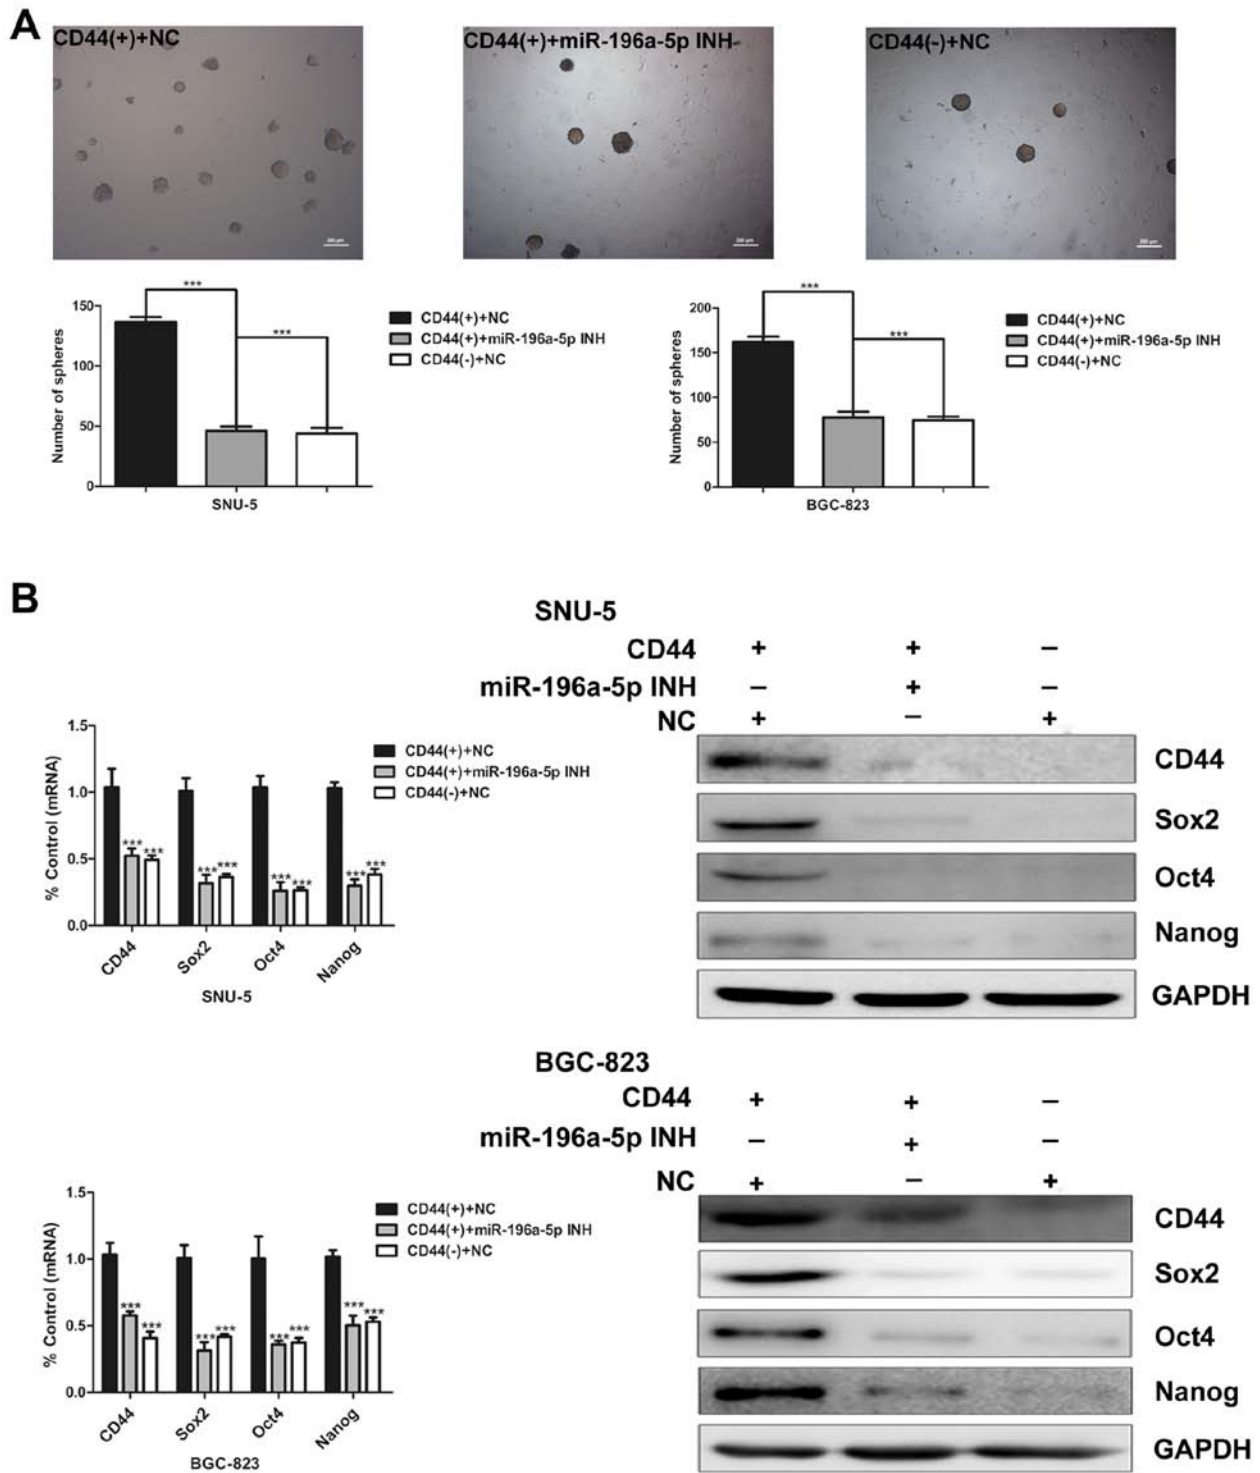 A
CD44(+)+NC
CD44(+)+miR-196a-5p INH
CD44(-)+NC
200 μm
200 μm
200 μm
Number of spheres
150
100
50
0
***
***
SNU-5
CD44(+)+NC
CD44(+)+miR-196a-5p INH
CD44(-)+NC
Number of spheres
200
150
100
50
0
***
***
BGC-823
CD44(+)+NC
CD44(+)+miR-196a-5p INH
CD44(-)+NC
B
% Control (mRNA)
1.5
1.0
0.5
0.0
*** ***
*** ***
*** ***
*** ***
CD44
Sox2
Oct4
Nanog
SNU-5
CD44(+)+NC
CD44(+)+miR-196a-5p INH
CD44(-)+NC
SNU-5
CD44 + + −
miR-196a-5p INH − + −
NC + − +
CD44
Sox2
Oct4
Nanog
GAPDH
% Control (mRNA)
1.5
1.0
0.5
0.0
*** ***
*** ***
*** ***
*** ***
CD44
Sox2
Oct4
Nanog
BGC-823
CD44(+)+NC
CD44(+)+miR-196a-5p INH
CD44(-)+NC
BGC-823
CD44 + + −
miR-196a-5p INH − + −
NC + − +
CD44
Sox2
Oct4
Nanog
GAPDH